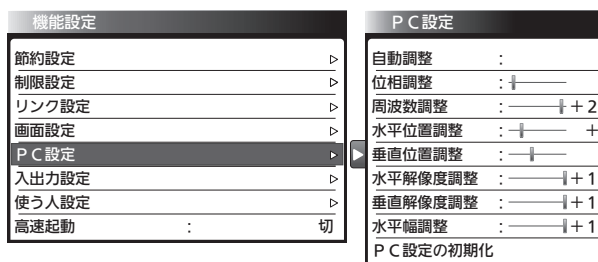 機能設定
節約設定
制限設定
リンク設定
画面設定
ＰＣ設定
入出力設定
使う人設定
高速起動 : 切
ＰＣ設定
自動調整 :
位相調整 :
周波数調整 : ＋2
水平位置調整 : ＋
垂直位置調整 :
水平解像度調整 : ＋1
垂直解像度調整 : ＋1
水平幅調整 : ＋1
ＰＣ設定の初期化